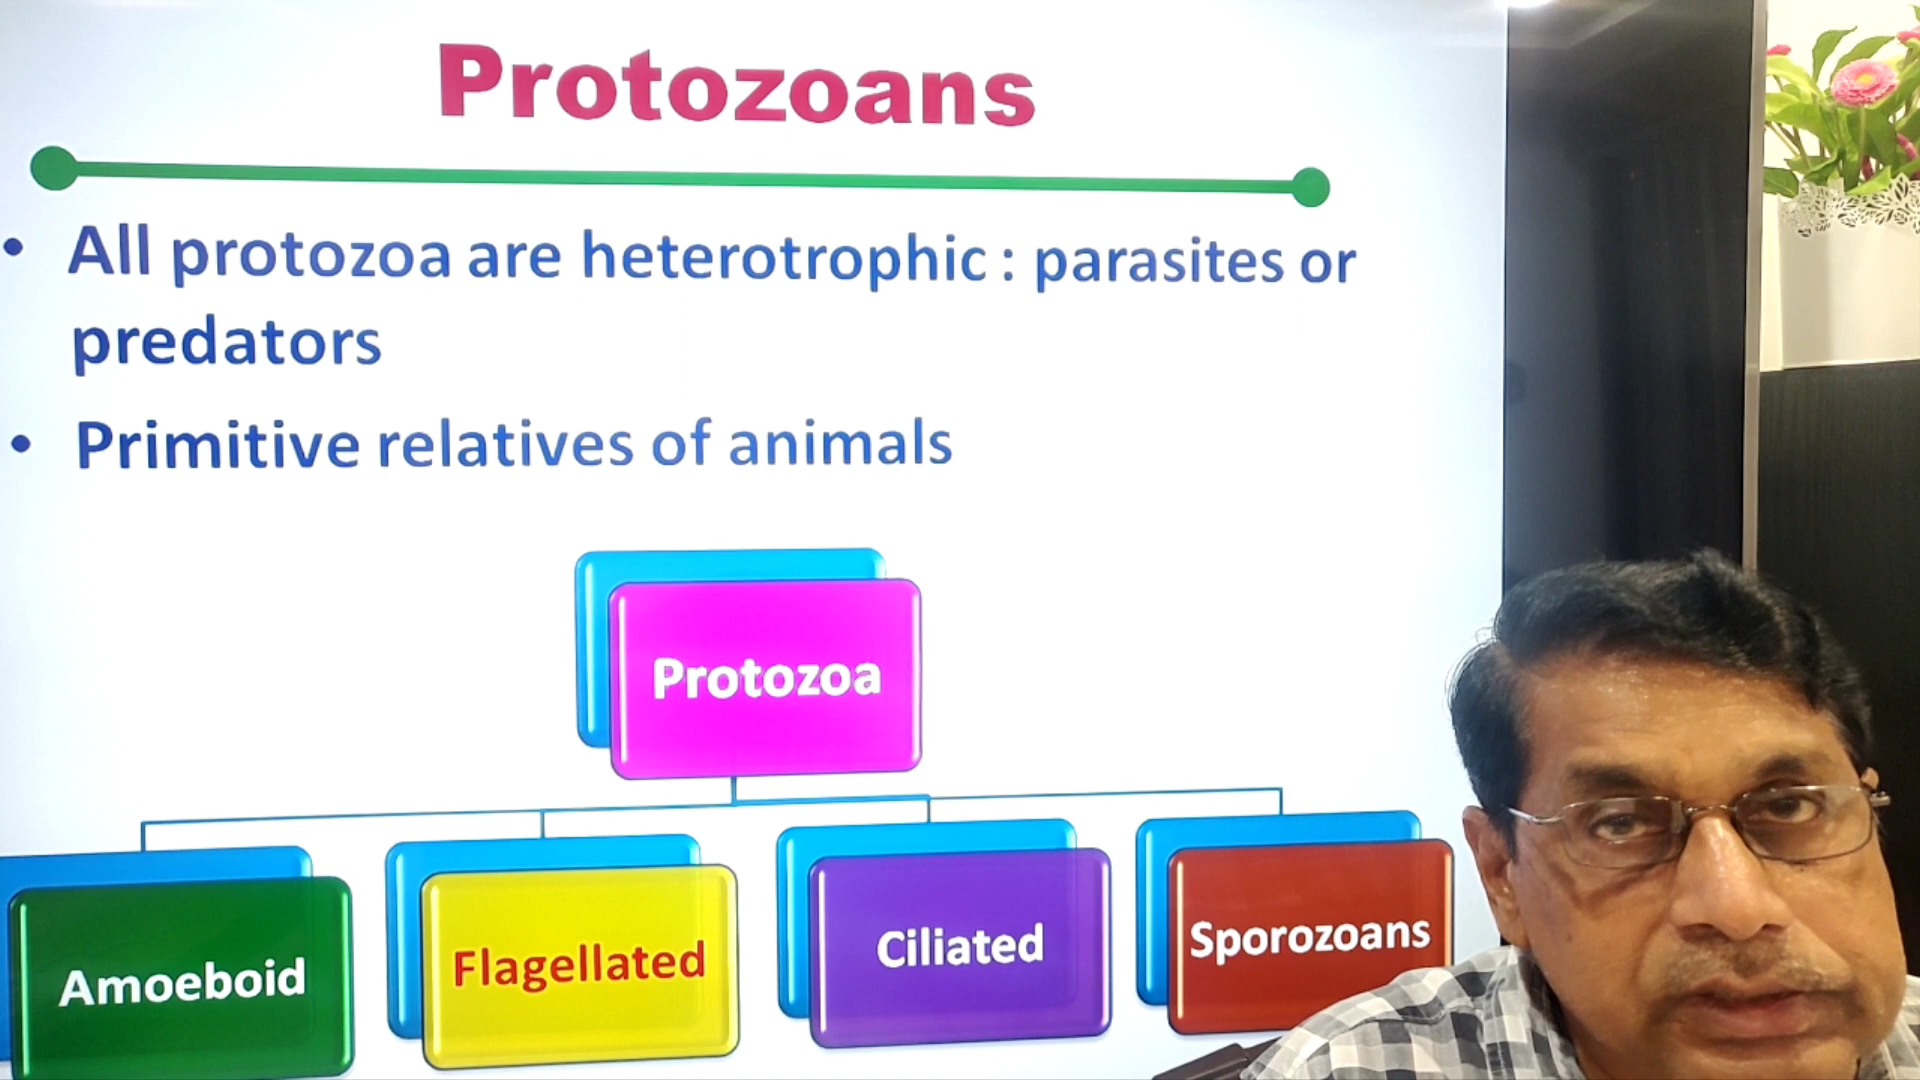 Protozoans
• All protozoa are heterotrophic : parasites or
predators
• Primitive relatives of animals
Protozoa
Amoeboid
Flagellated
Ciliated
Sporozoans